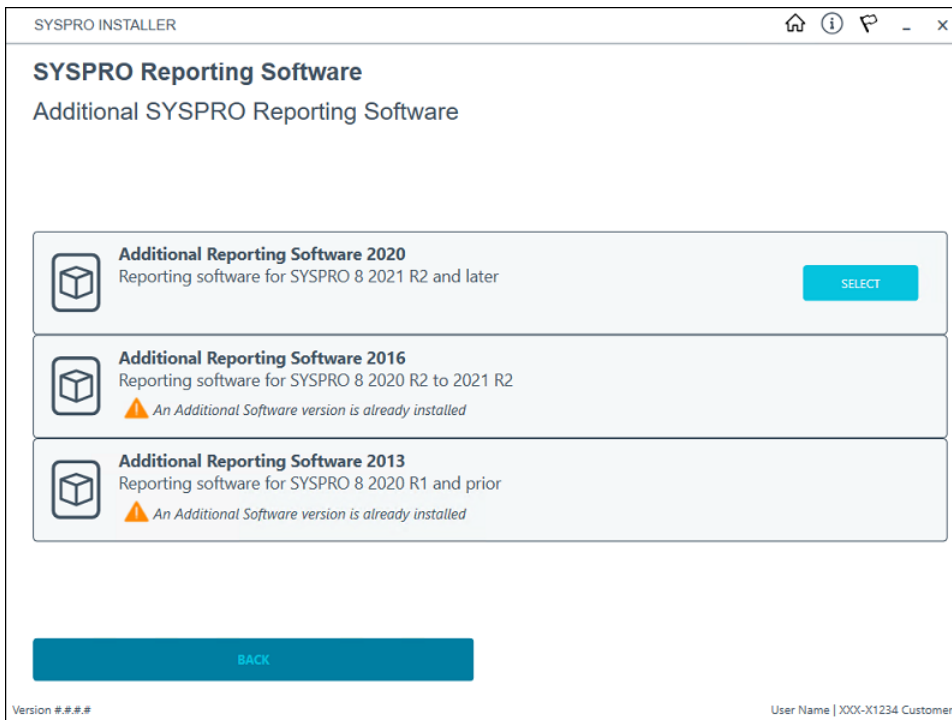 SYSPRO INSTALLER
SYSPRO Reporting Software
Additional SYSPRO Reporting Software
Additional Reporting Software 2020
Reporting software for SYSPRO 8 2021 R2 and later
SELECT
Additional Reporting Software 2016
Reporting software for SYSPRO 8 2020 R2 to 2021 R2
An Additional Software version is already installed
Additional Reporting Software 2013
Reporting software for SYSPRO 8 2020 R1 and prior
An Additional Software version is already installed
BACK
Version #.#.#.#
User Name | XXX-X1234 Customer